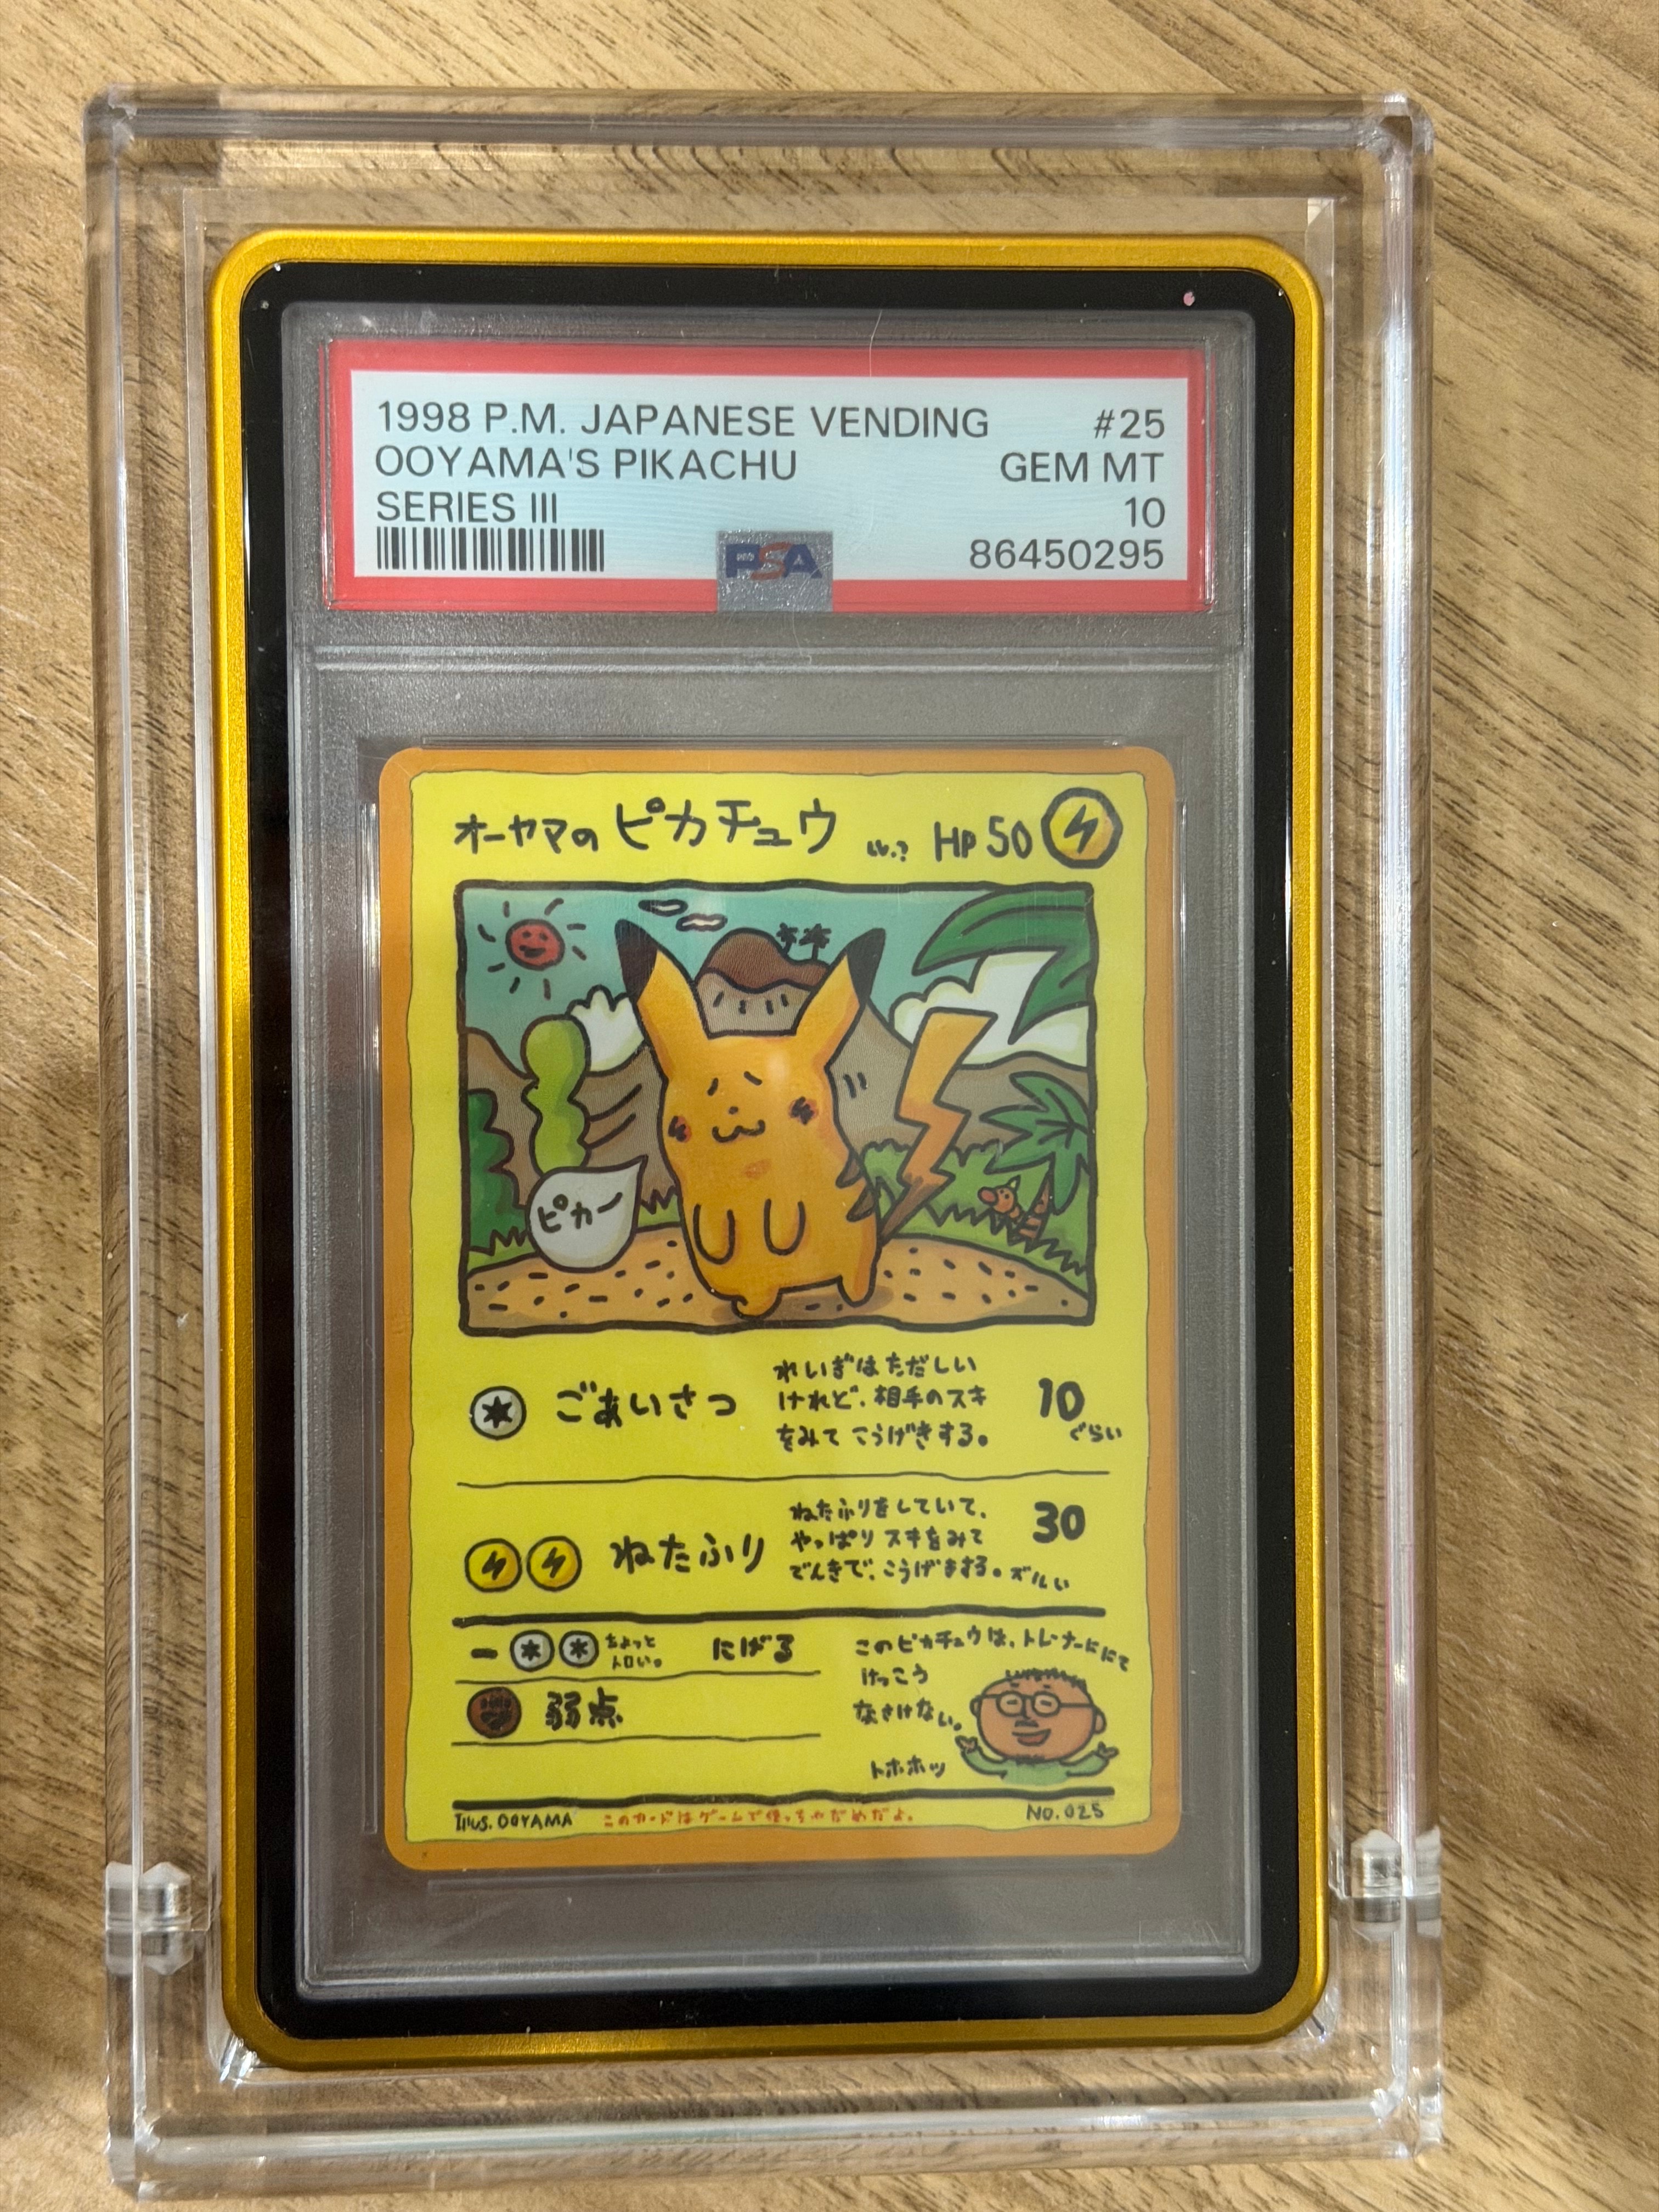 1998 P.M. JAPANESE VENDING #25
OOYAMA'S PIKACHU GEM MT
SERIES III 10
PSA 86450295
オーヤマの ピカチュウ LV.? HP 50
ピカー
ごあいさつ
れいぎはただしい
けれど、相手のスキ
をみてこうげきする。
10
ぐらい
ねたふり
ねたふりをしていて、
やっぱりスキをみて
でんきで、こうげきする。ズルい
30
ちょっと
トロい。
にげる
弱点
このピカチュウは、トレーナーににて
けっこう
なさけない。
トホホッ
Illus. OOYAMA このカードはゲームで使っちゃだめだよ。 NO.025